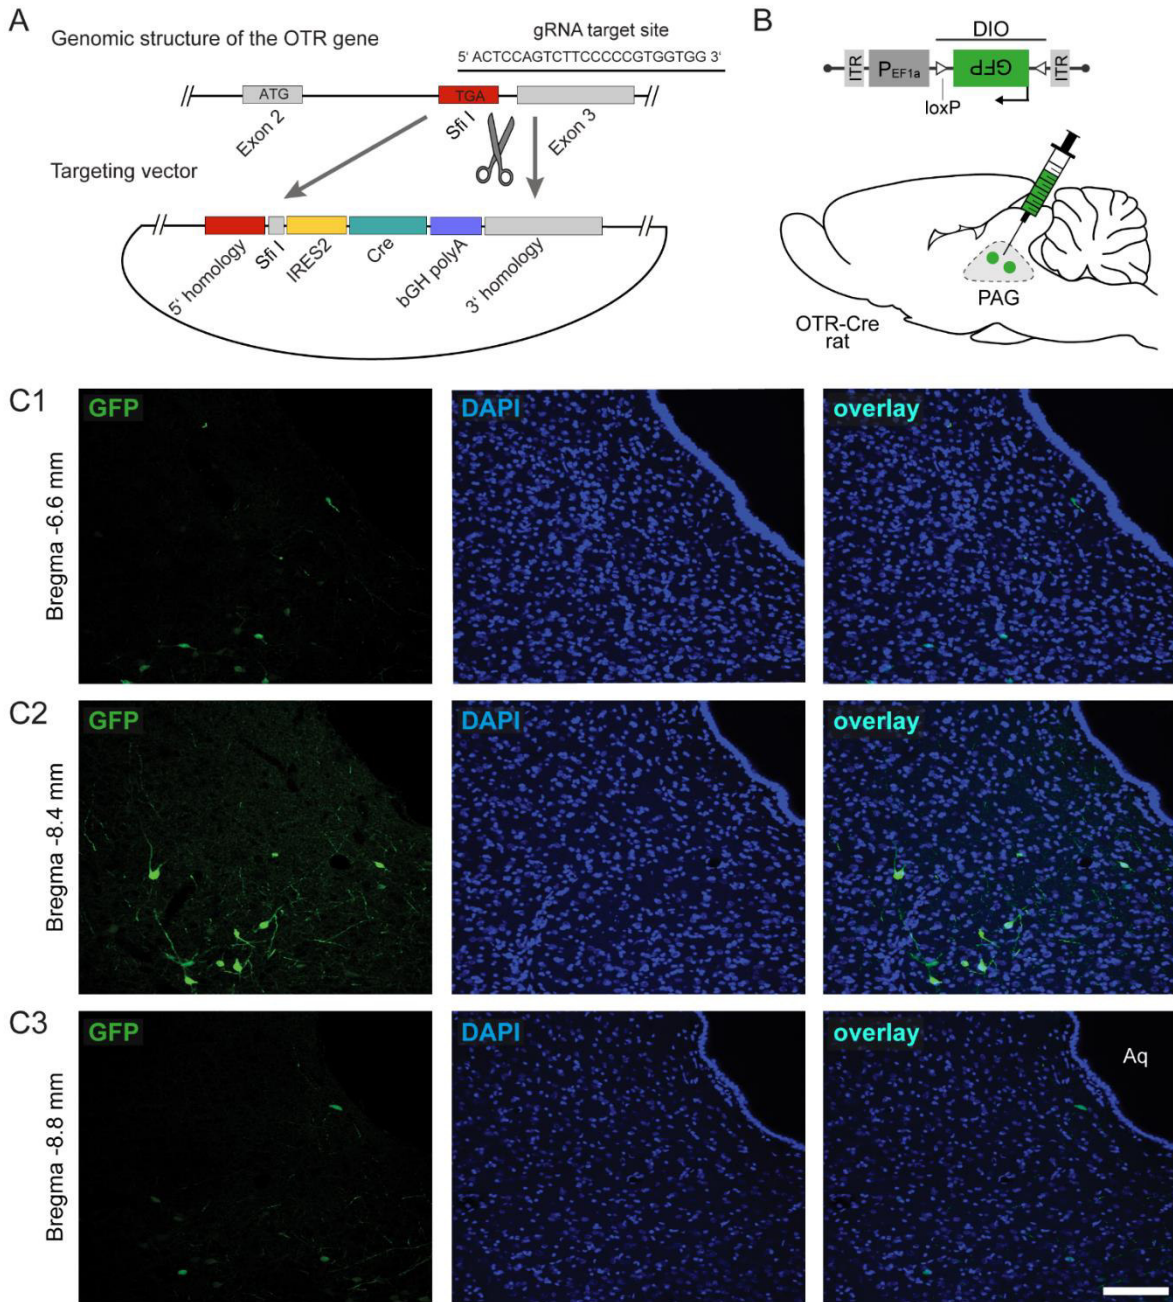 A
Genomic structure of the OTR gene
gRNA target site
5' ACTCCAGTCTTCCCCCGTGGTGG 3'
ATG
TGA
Exon 2
Sfi I
Exon 3
Targeting vector
5' homology
Sfi I
IRES2
Cre
bGH polyA
3' homology
B
DIO
ITR
PEF1a
GFP
ITR
loxP
PAG
OTR-Cre
rat
C1
Bregma -6.6 mm
GFP
DAPI
overlay
C2
Bregma -8.4 mm
GFP
DAPI
overlay
C3
Bregma -8.8 mm
GFP
DAPI
overlay
Aq